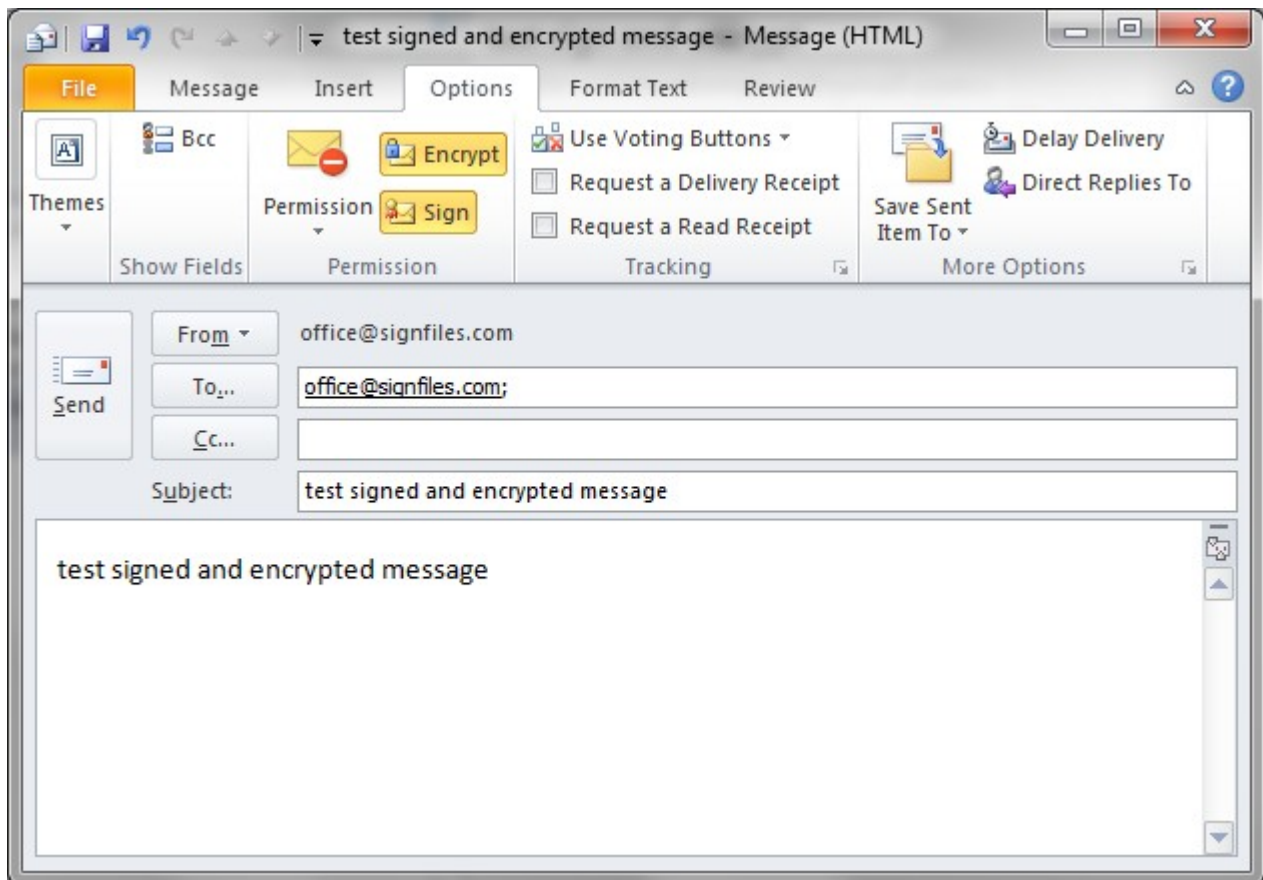 test signed and encrypted message - Message (HTML)
File Message Insert Options Format Text Review
Themes
Bcc
Show Fields
Permission
Encrypt
Sign
Permission
Use Voting Buttons
Request a Delivery Receipt
Request a Read Receipt
Tracking
Save Sent
Item To
Delay Delivery
Direct Replies To
More Options
Send
From office@signfiles.com
To... office@signfiles.com;
Cc...
Subject: test signed and encrypted message
test signed and encrypted message